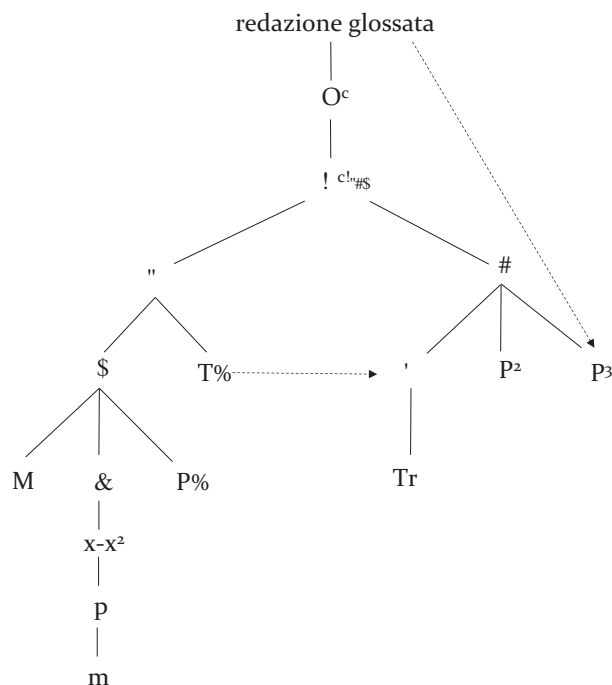 redazione glossata
Oᶜ
! ᶜ!"#$
" #
$ T% ' P² P³
M & P% Tr
x-x²
p
m